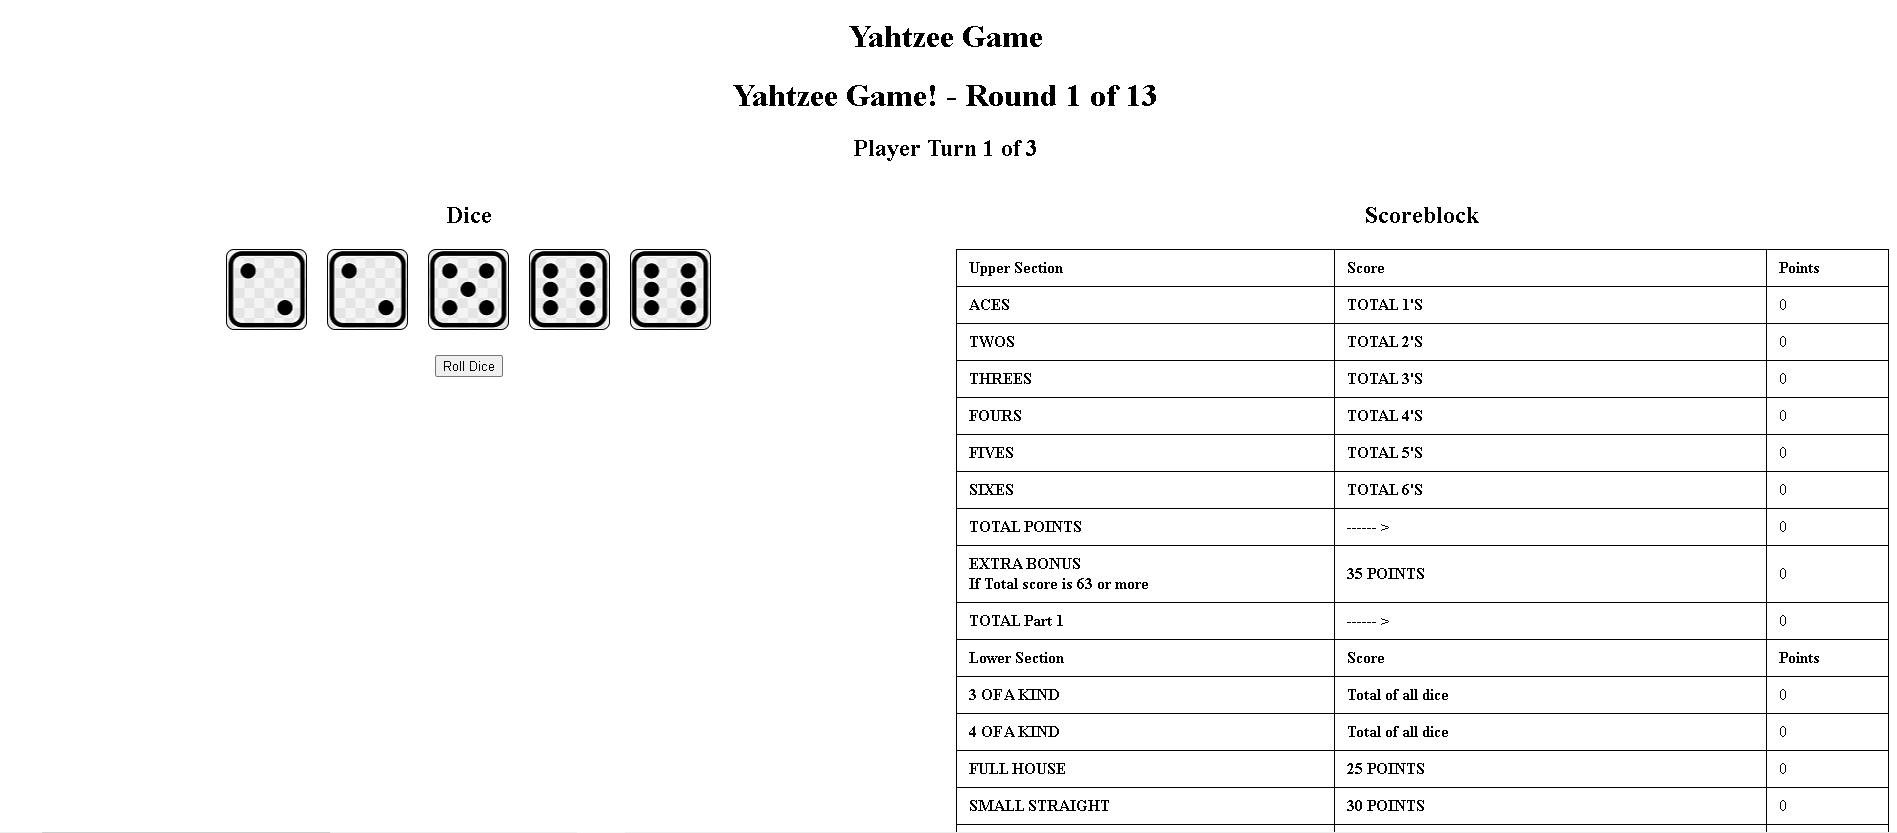 Yahtzee Game
Yahtzee Game! - Round 1 of 13
Player Turn 1 of 3
Dice
Roll Dice
Scoreblock
Upper Section Score Points
ACES TOTAL 1'S 0
TWOS TOTAL 2'S 0
THREES TOTAL 3'S 0
FOURS TOTAL 4'S 0
FIVES TOTAL 5'S 0
SIXES TOTAL 6'S 0
TOTAL POINTS ------ > 0
EXTRA BONUS
If Total score is 63 or more 35 POINTS 0
TOTAL Part 1 ------ > 0
Lower Section Score Points
3 OF A KIND Total of all dice 0
4 OF A KIND Total of all dice 0
FULL HOUSE 25 POINTS 0
SMALL STRAIGHT 30 POINTS 0